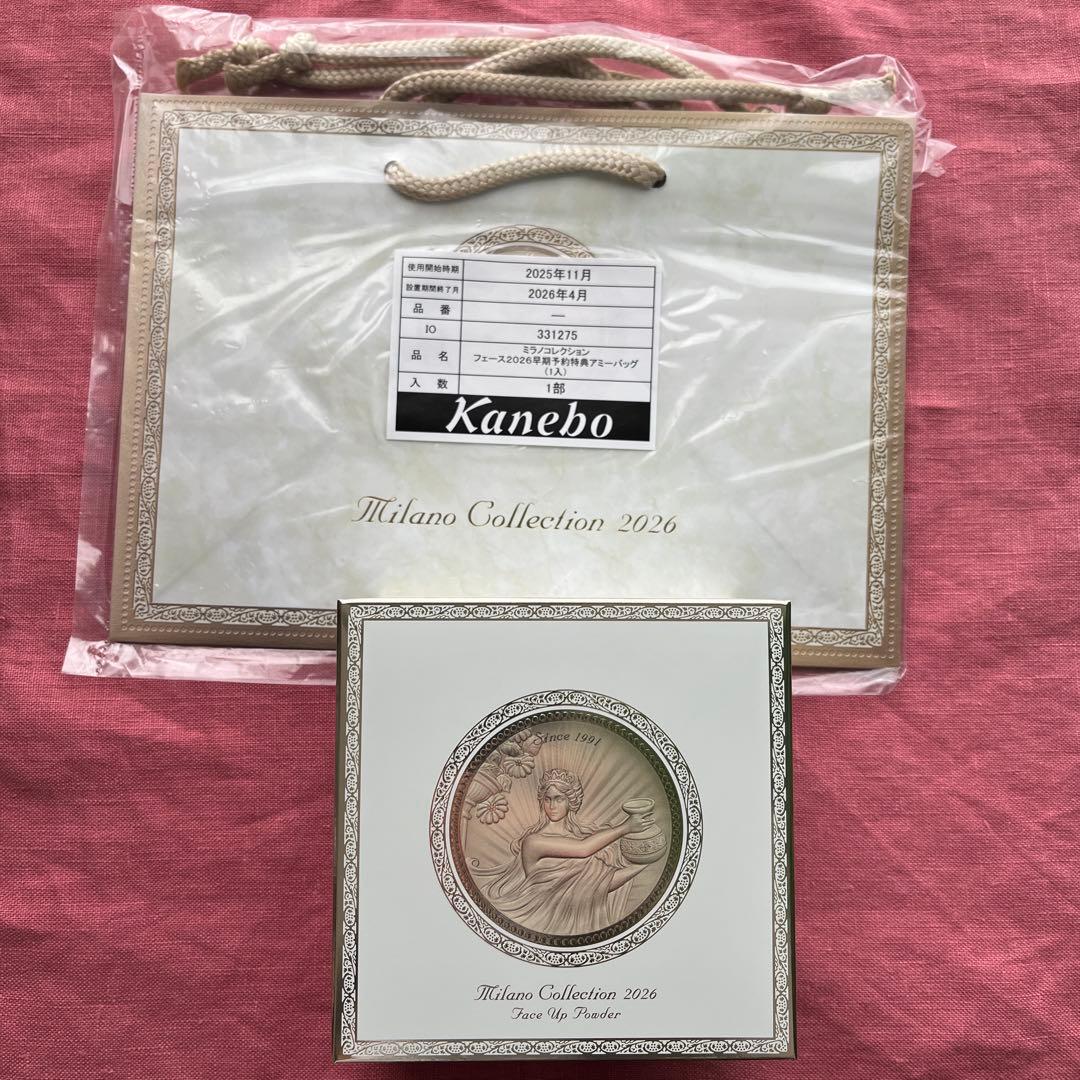 使用開始時期 2025年11月
設置期間終了月 2026年4月
品番 —
IO 331275
品名 ミラノコレクション
フェース2026早期予約特典アミーバッグ
(1入)
入数 1部
Kanebo
Milano Collection 2026
Since 1991
Milano Collection 2026
Face Up Powder